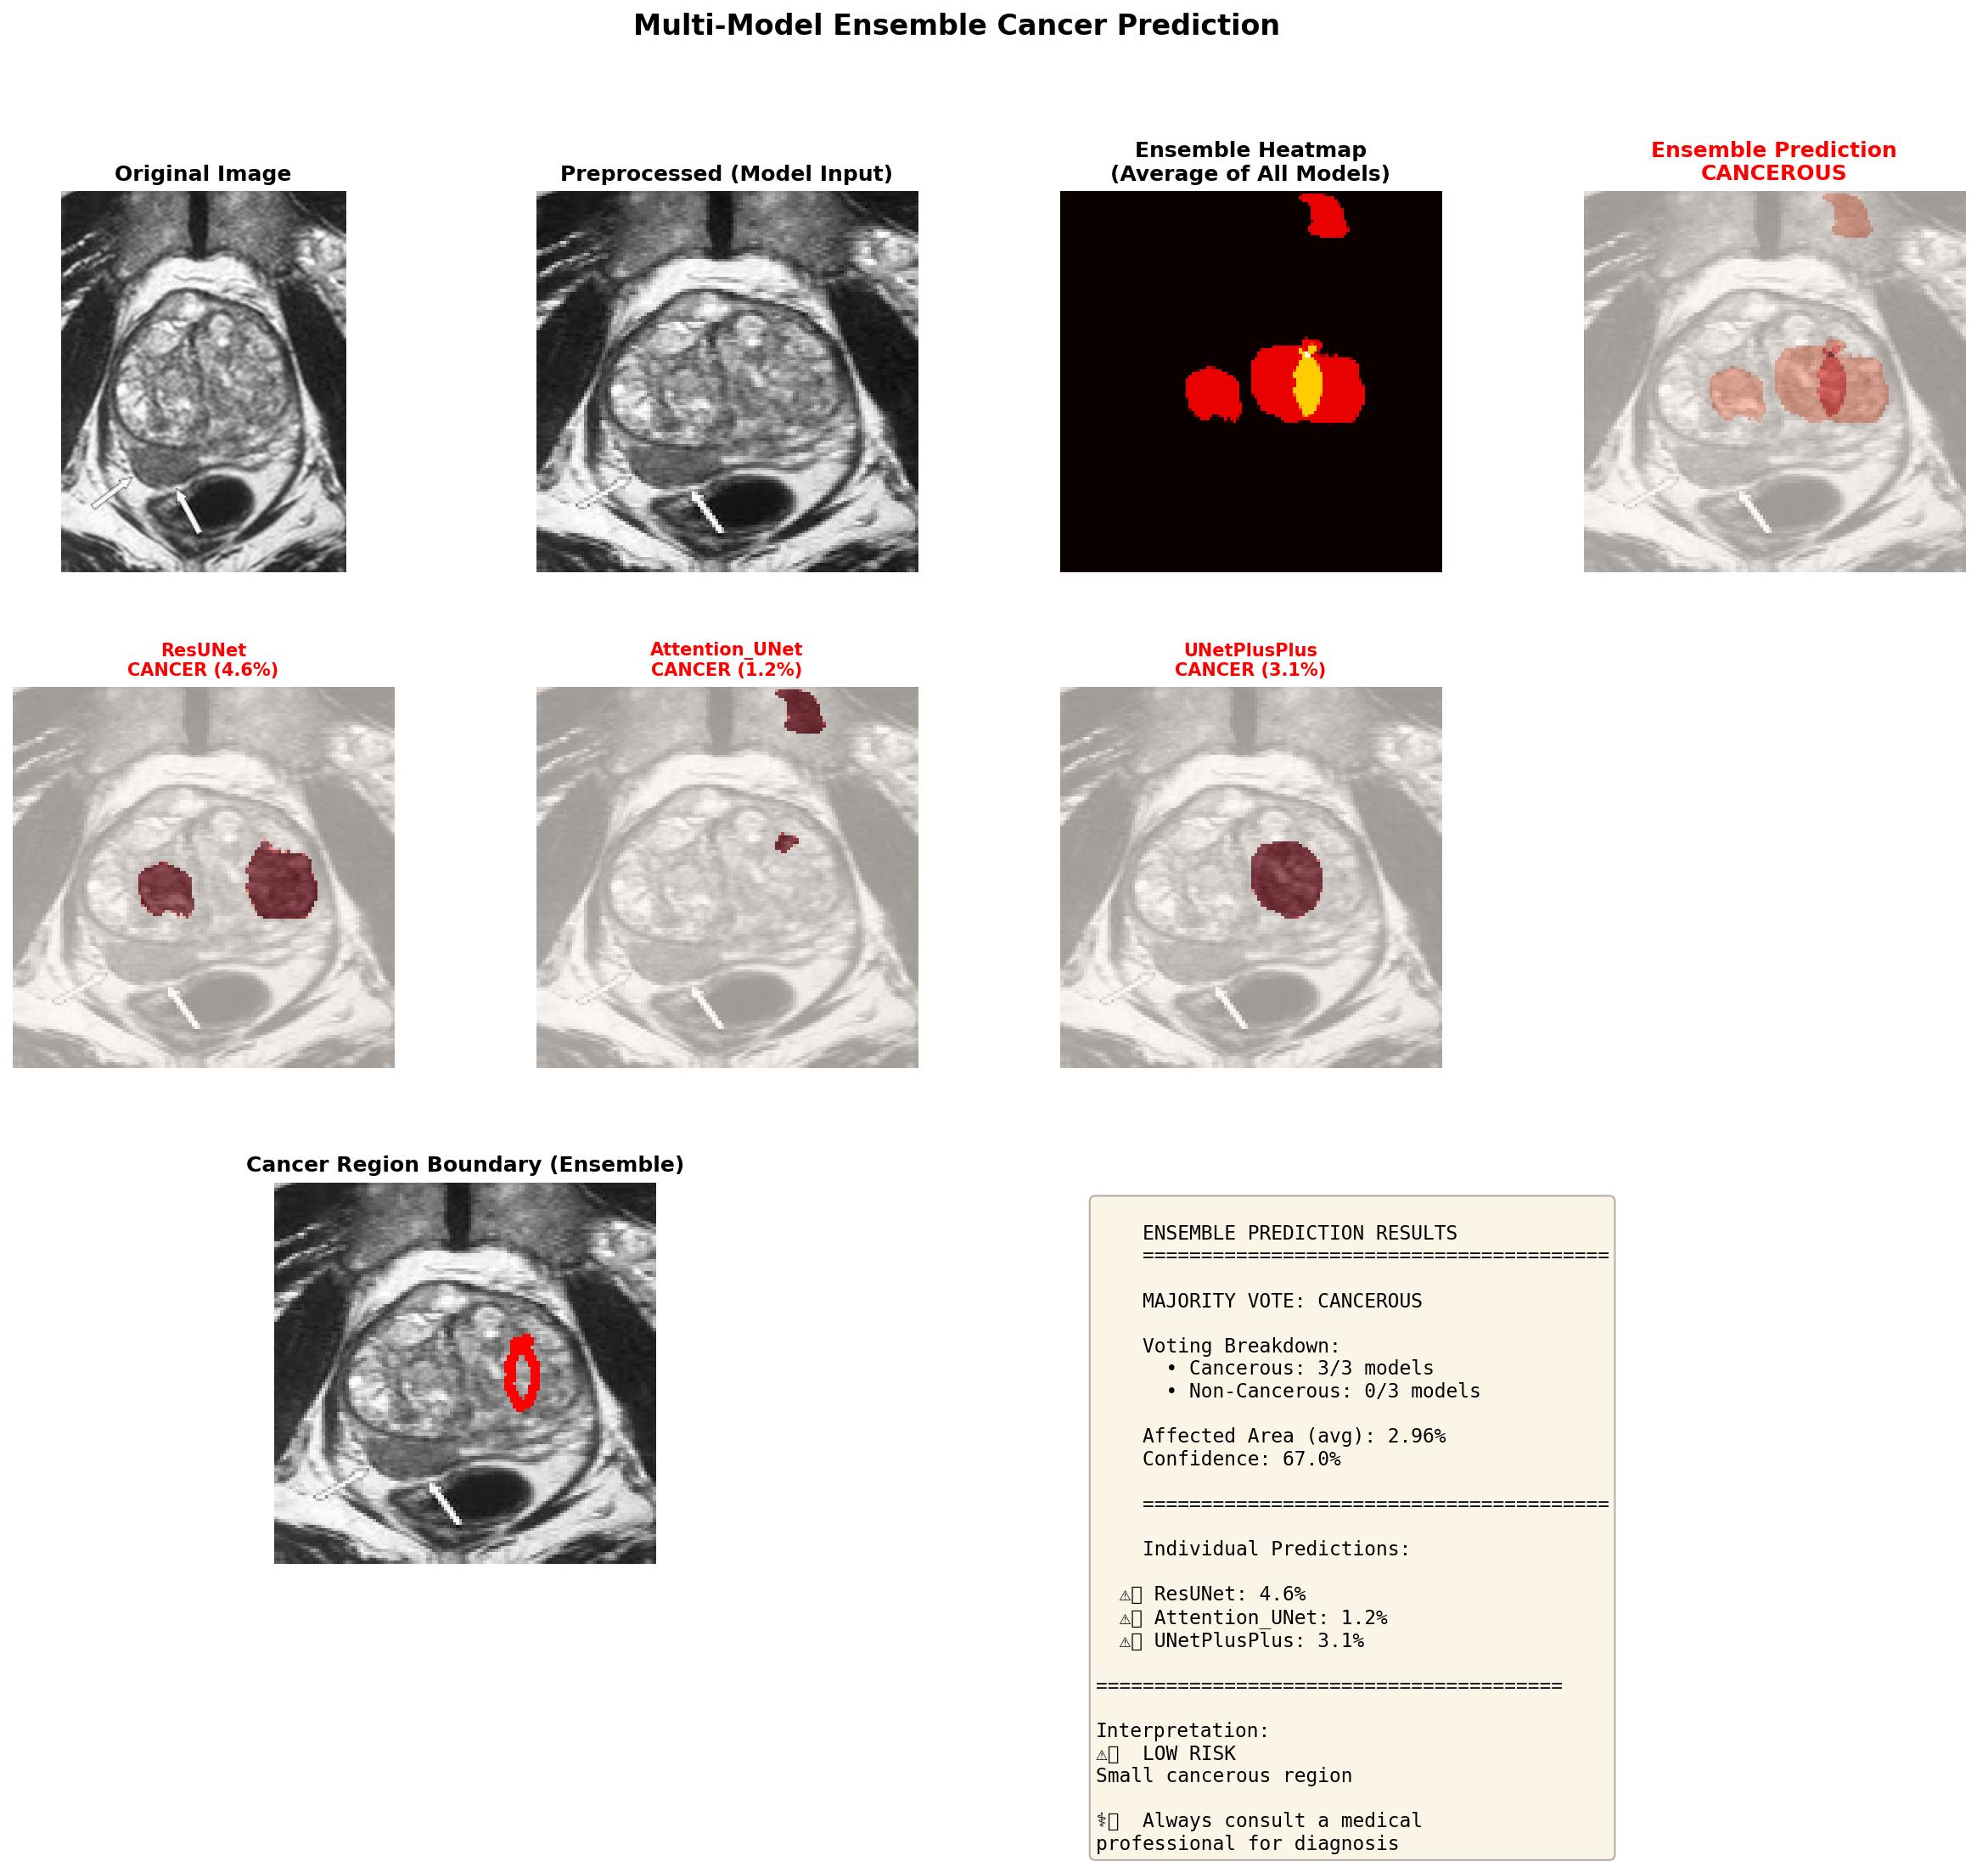 Multi-Model Ensemble Cancer Prediction
Original Image
Preprocessed (Model Input)
Ensemble Heatmap
(Average of All Models)
Ensemble Prediction
CANCEROUS
ResUNet
CANCER (4.6%)
Attention_UNet
CANCER (1.2%)
UNetPlusPlus
CANCER (3.1%)
Cancer Region Boundary (Ensemble)
ENSEMBLE PREDICTION RESULTS
========================================
MAJORITY VOTE: CANCEROUS
Voting Breakdown:
• Cancerous: 3/3 models
• Non-Cancerous: 0/3 models
Affected Area (avg): 2.96%
Confidence: 67.0%
========================================
Individual Predictions:
⚠▯ ResUNet: 4.6%
⚠▯ Attention_UNet: 1.2%
⚠▯ UNetPlusPlus: 3.1%
========================================
Interpretation:
⚠▯ LOW RISK
Small cancerous region
⚕▯ Always consult a medical
professional for diagnosis